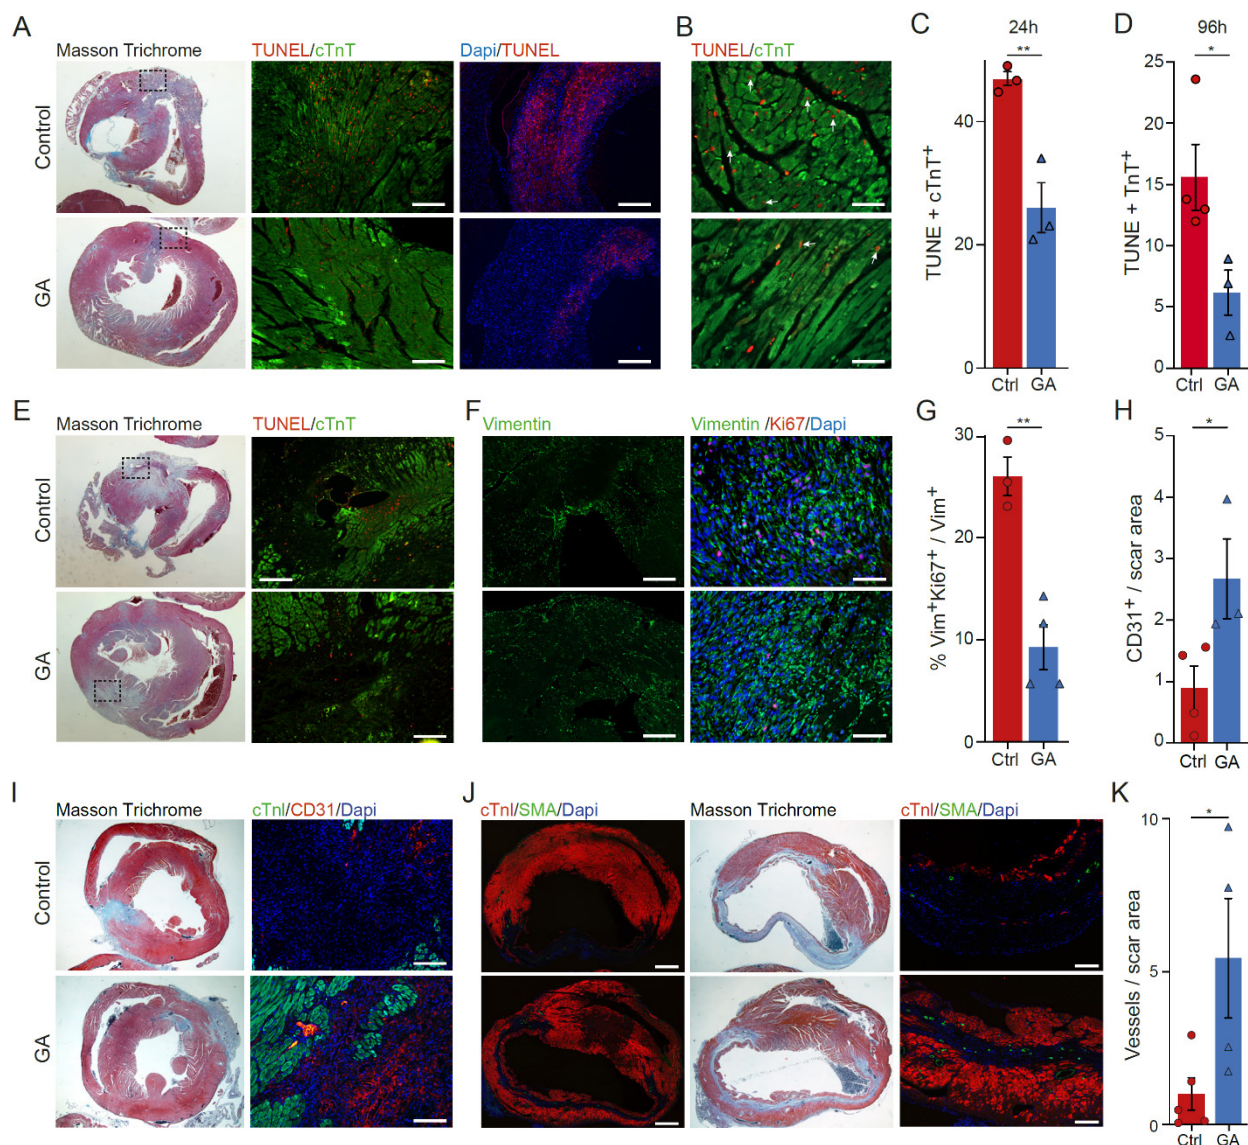 A
Masson Trichrome
TUNEL/cTnT
Dapi/TUNEL
Control
GA
B
TUNEL/cTnT
C
24h
**
TUNE + cTnT+
40
20
0
Ctrl
GA
D
96h
*
TUNE + TnT+
25
20
15
10
5
0
Ctrl
GA
E
Masson Trichrome
TUNEL/cTnT
Control
GA
F
Vimentin
Vimentin /Ki67/Dapi
G
**
% Vim+Ki67+ / Vim+
30
20
10
0
Ctrl
GA
H
*
CD31+ / scar area
5
4
3
2
1
0
Ctrl
GA
I
Masson Trichrome
cTnI/CD31/Dapi
Control
GA
J
cTnI/SMA/Dapi
Masson Trichrome
cTnI/SMA/Dapi
K
*
Vessels / scar area
10
5
0
Ctrl
GA